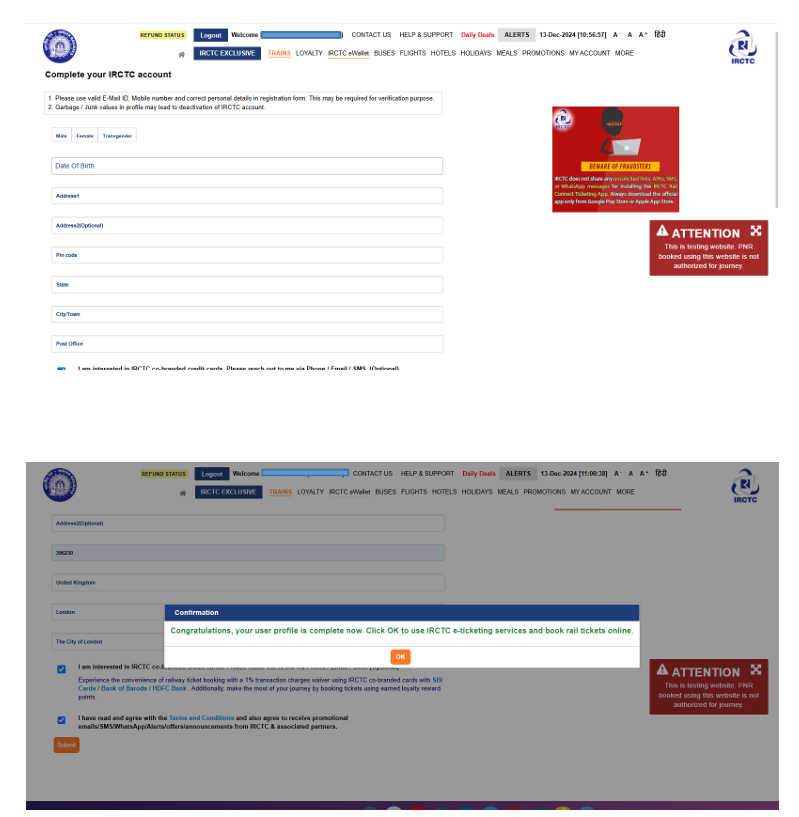 REFUND STATUS Logout Welcome CONTACT US HELP & SUPPORT Daily Deals ALERTS 13-Dec-2024 [10:56:57] A- A A+ हिंदी
IRCTC EXCLUSIVE TRAINS LOYALTY IRCTC eWallet BUSES FLIGHTS HOTELS HOLIDAYS MEALS PROMOTIONS MY ACCOUNT MORE
IRCTC
Complete your IRCTC account
1. Please use valid E-Mail ID, Mobile number and correct personal details in registration form. This may be required for verification purpose.
2. Garbage / Junk values in profile may lead to deactivation of IRCTC account.
Male Female Transgender
Date Of Birth
Address1
Address2(Optional)
Pin code
State
City/Town
Post Office
I am interested in IRCTC co-branded credit cards. Please reach out to me via Phone / Email / SMS. (Optional)
IRCTC
BEWARE OF FRAUDSTERS
IRCTC does not share any unsolicited links, APKs, SMS,
or WhatsApp messages for installing the IRCTC Rail
Connect Ticketing App. Always download the official
app only from Google Play Store or Apple App Store.
ATTENTION
This is testing website. PNR
booked using this website is not
authorized for journey.
REFUND STATUS Logout Welcome CONTACT US HELP & SUPPORT Daily Deals ALERTS 13-Dec-2024 [11:00:38] A- A A+ हिंदी
IRCTC EXCLUSIVE TRAINS LOYALTY IRCTC eWallet BUSES FLIGHTS HOTELS HOLIDAYS MEALS PROMOTIONS MY ACCOUNT MORE
IRCTC
Address2(Optional)
396230
United Kingdom
London
The City of London
Confirmation
Congratulations, your user profile is complete now. Click OK to use IRCTC e-ticketing services and book rail tickets online.
OK
I am interested in IRCTC
Experience the convenience of railway ticket booking with a 1% transaction charges waiver using IRCTC co-branded cards with SBI
Cards / Bank of Baroda / HDFC Bank. Additionally, make the most of your journey by booking tickets using earned loyalty reward
points.
I have read and agree with the Terms and Conditions and also agree to receive promotional
emails/SMS/WhatsApp/Alerts/offers/announcements from IRCTC & associated partners.
Submit
ATTENTION
This is testing website. PNR
booked using this website is not
authorized for journey.